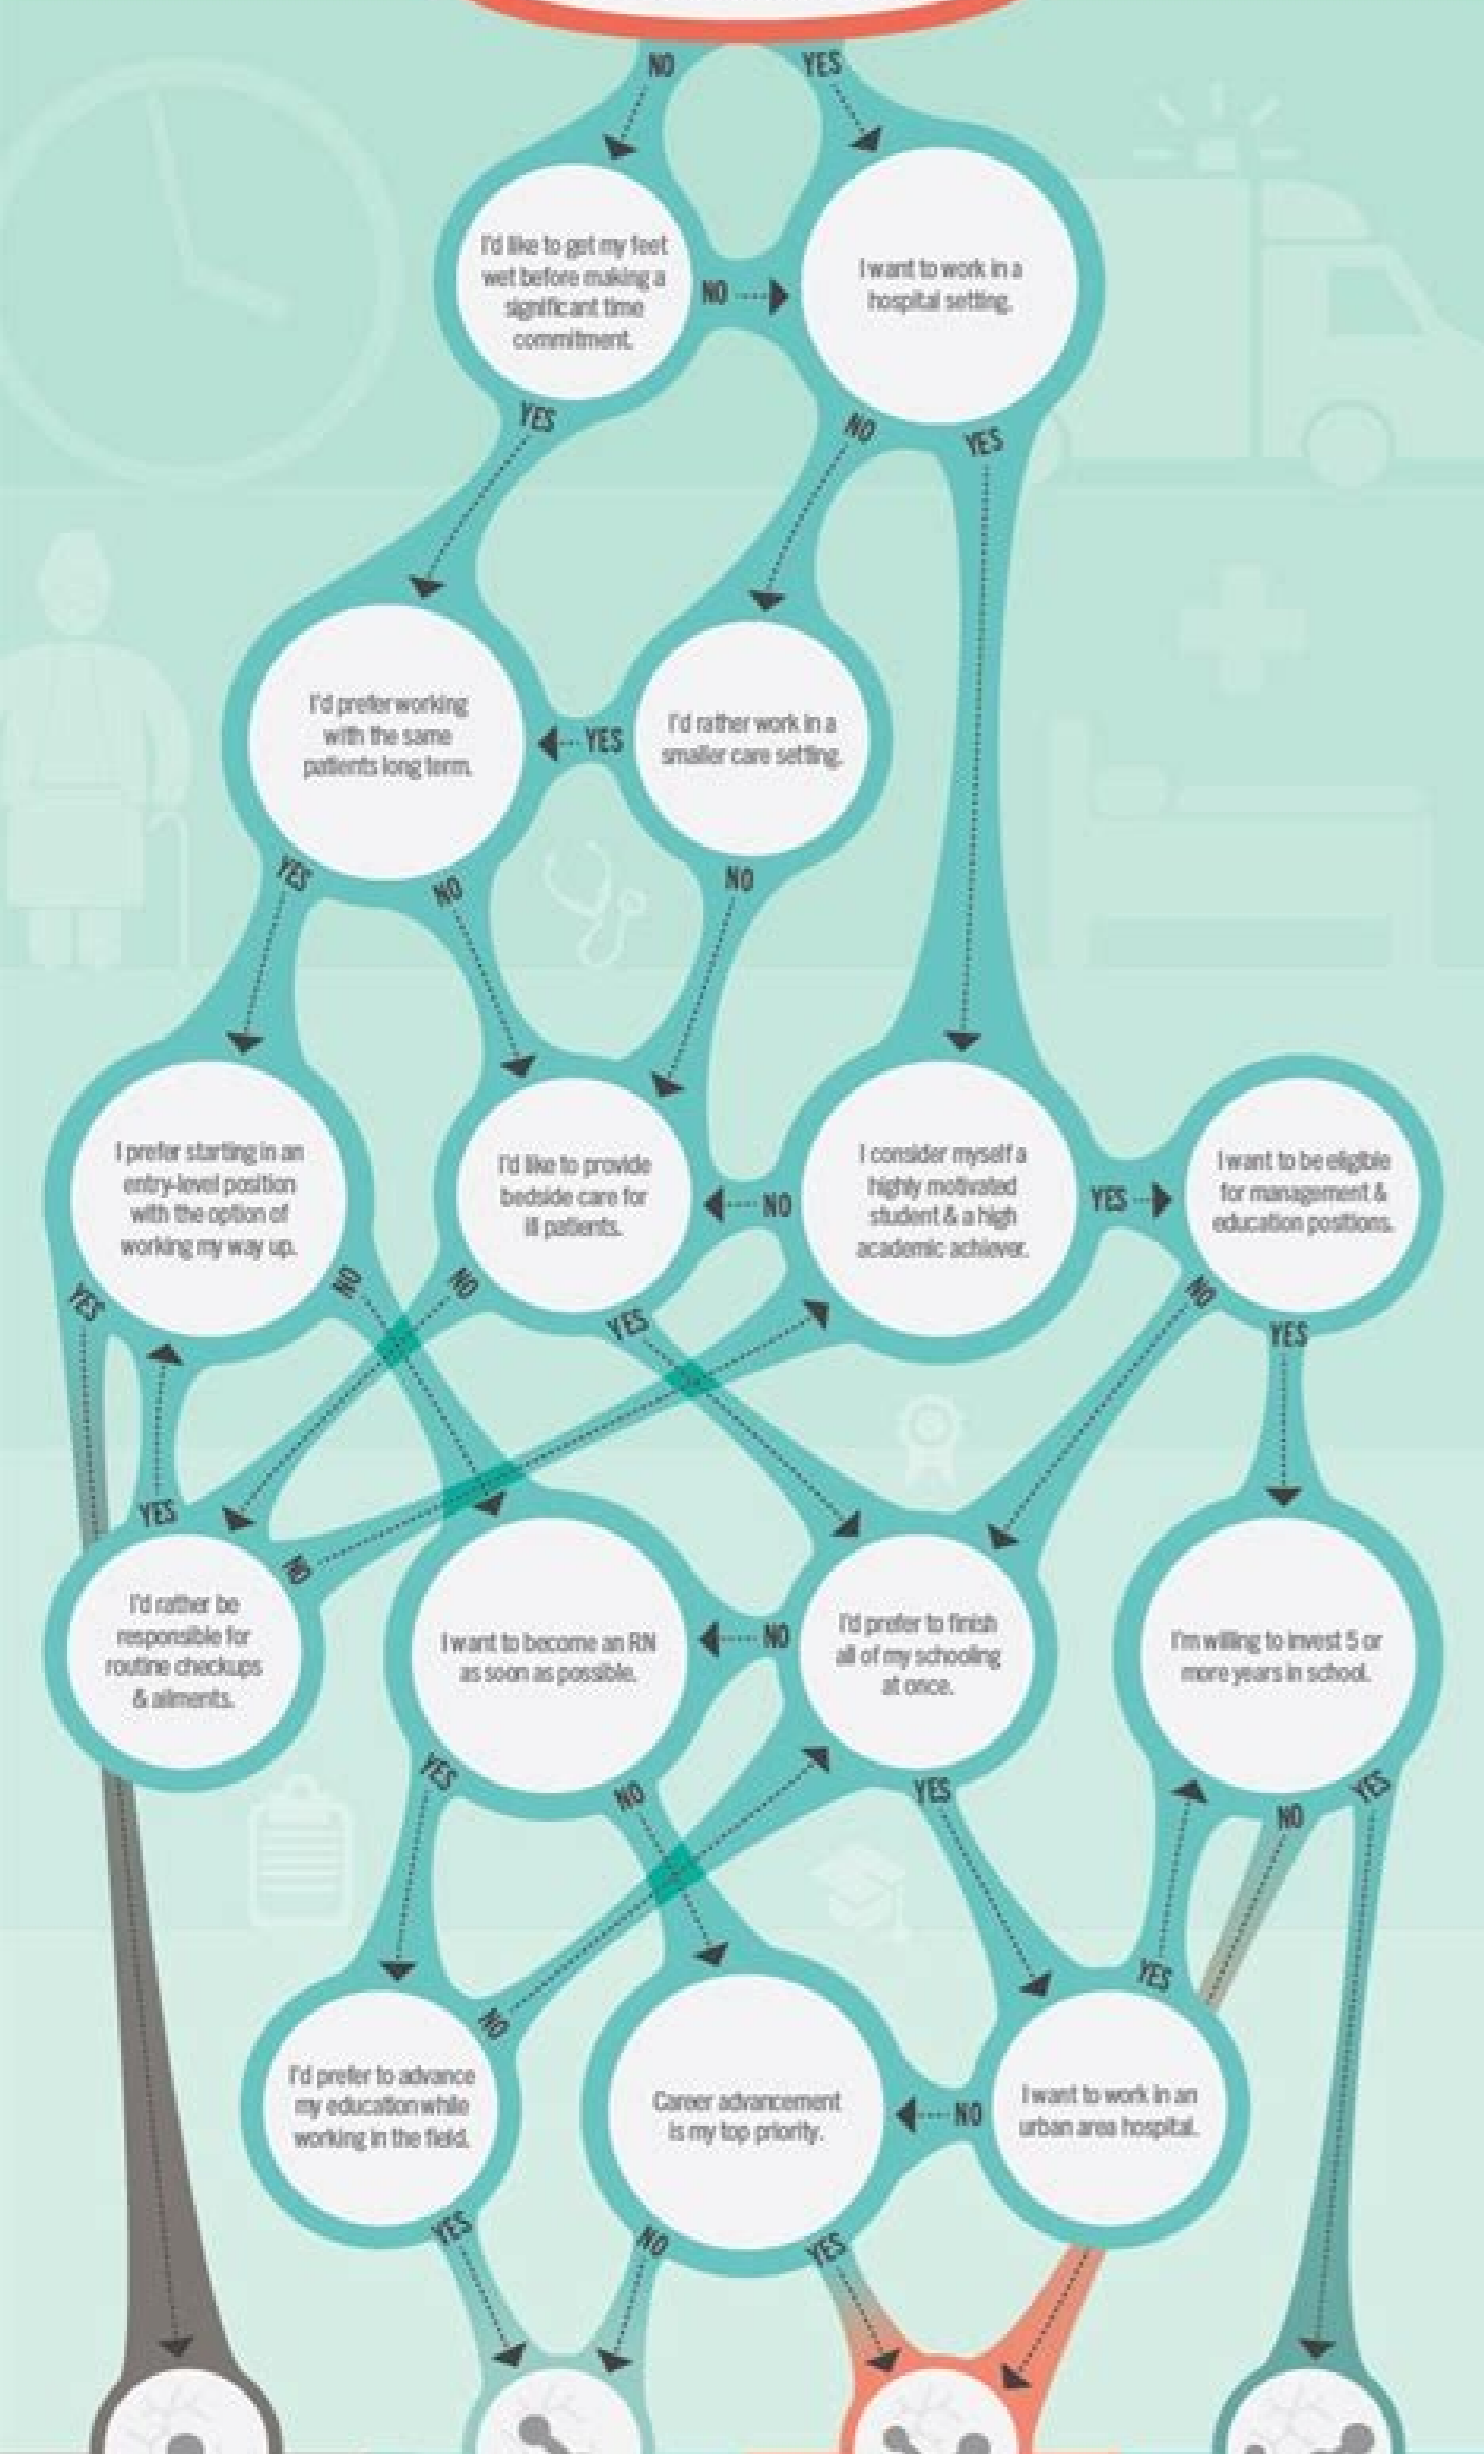 NO
YES
I'd like to get my feet
wet before making a
significant time
commitment.
NO
I want to work in a
hospital setting.
YES
NO
YES
I'd prefer working
with the same
patients long term.
YES
I'd rather work in a
smaller care setting.
YES
NO
NO
I prefer starting in an
entry-level position
with the option of
working my way up.
I'd like to provide
bedside care for
ill patients.
NO
I consider myself a
highly motivated
student & a high
academic achiever.
YES
I want to be eligible
for management &
education positions.
YES
NO
NO
YES
NO
YES
YES
NO
I'd rather be
responsible for
routine checkups
& ailments.
I want to become an RN
as soon as possible.
NO
I'd prefer to finish
all of my schooling
at once.
I'm willing to invest 5 or
more years in school.
YES
NO
YES
NO
YES
YES
NO
I'd prefer to advance
my education while
working in the field.
Career advancement
is my top priority.
NO
I want to work in an
urban area hospital.
YES
NO
YES